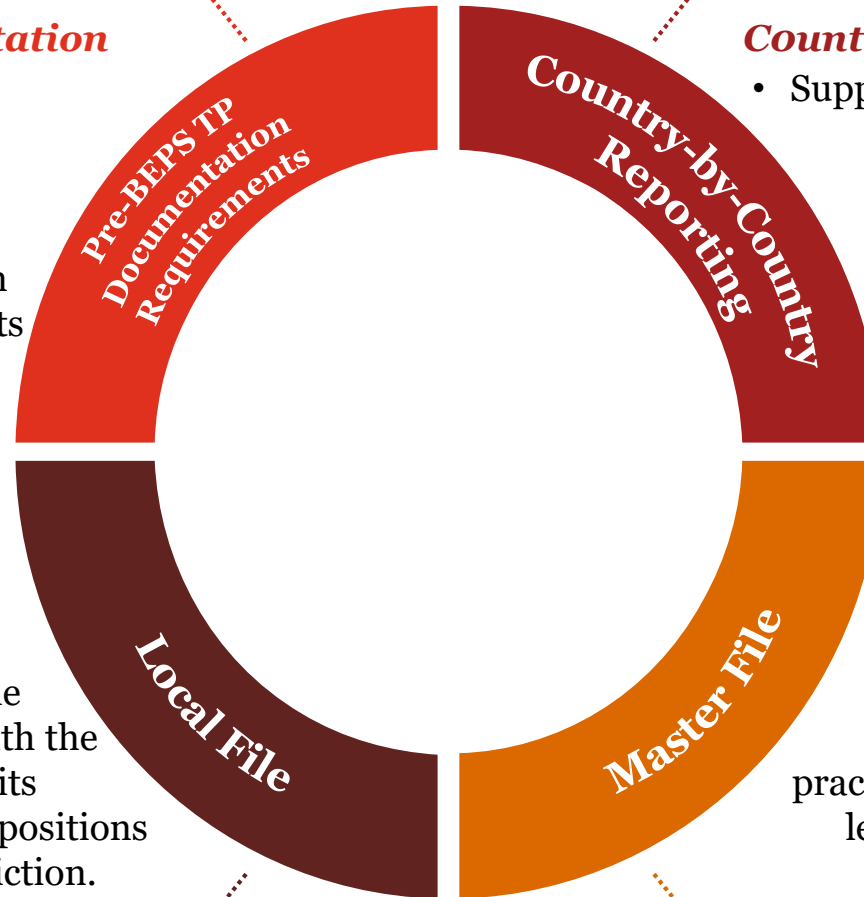 tation
Count
• Supp
Pre-BEPS TP
Documentation
Requirements
Country-by-Country
Reporting
n
ts
Local File
Master File
le
th the
its
positions
iction.
prac
le